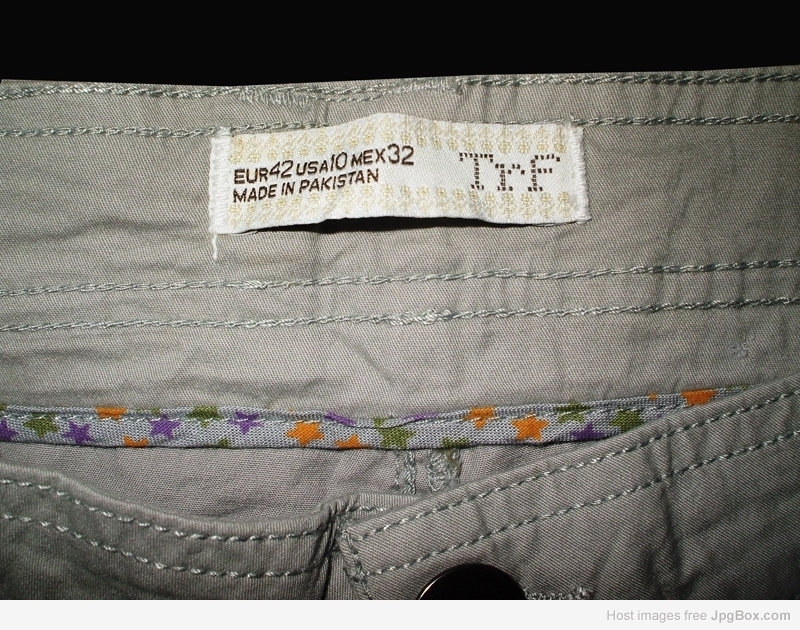 EUR42 USA10 MEX32
MADE IN PAKISTAN
TrF
Host images free JpgBox.com